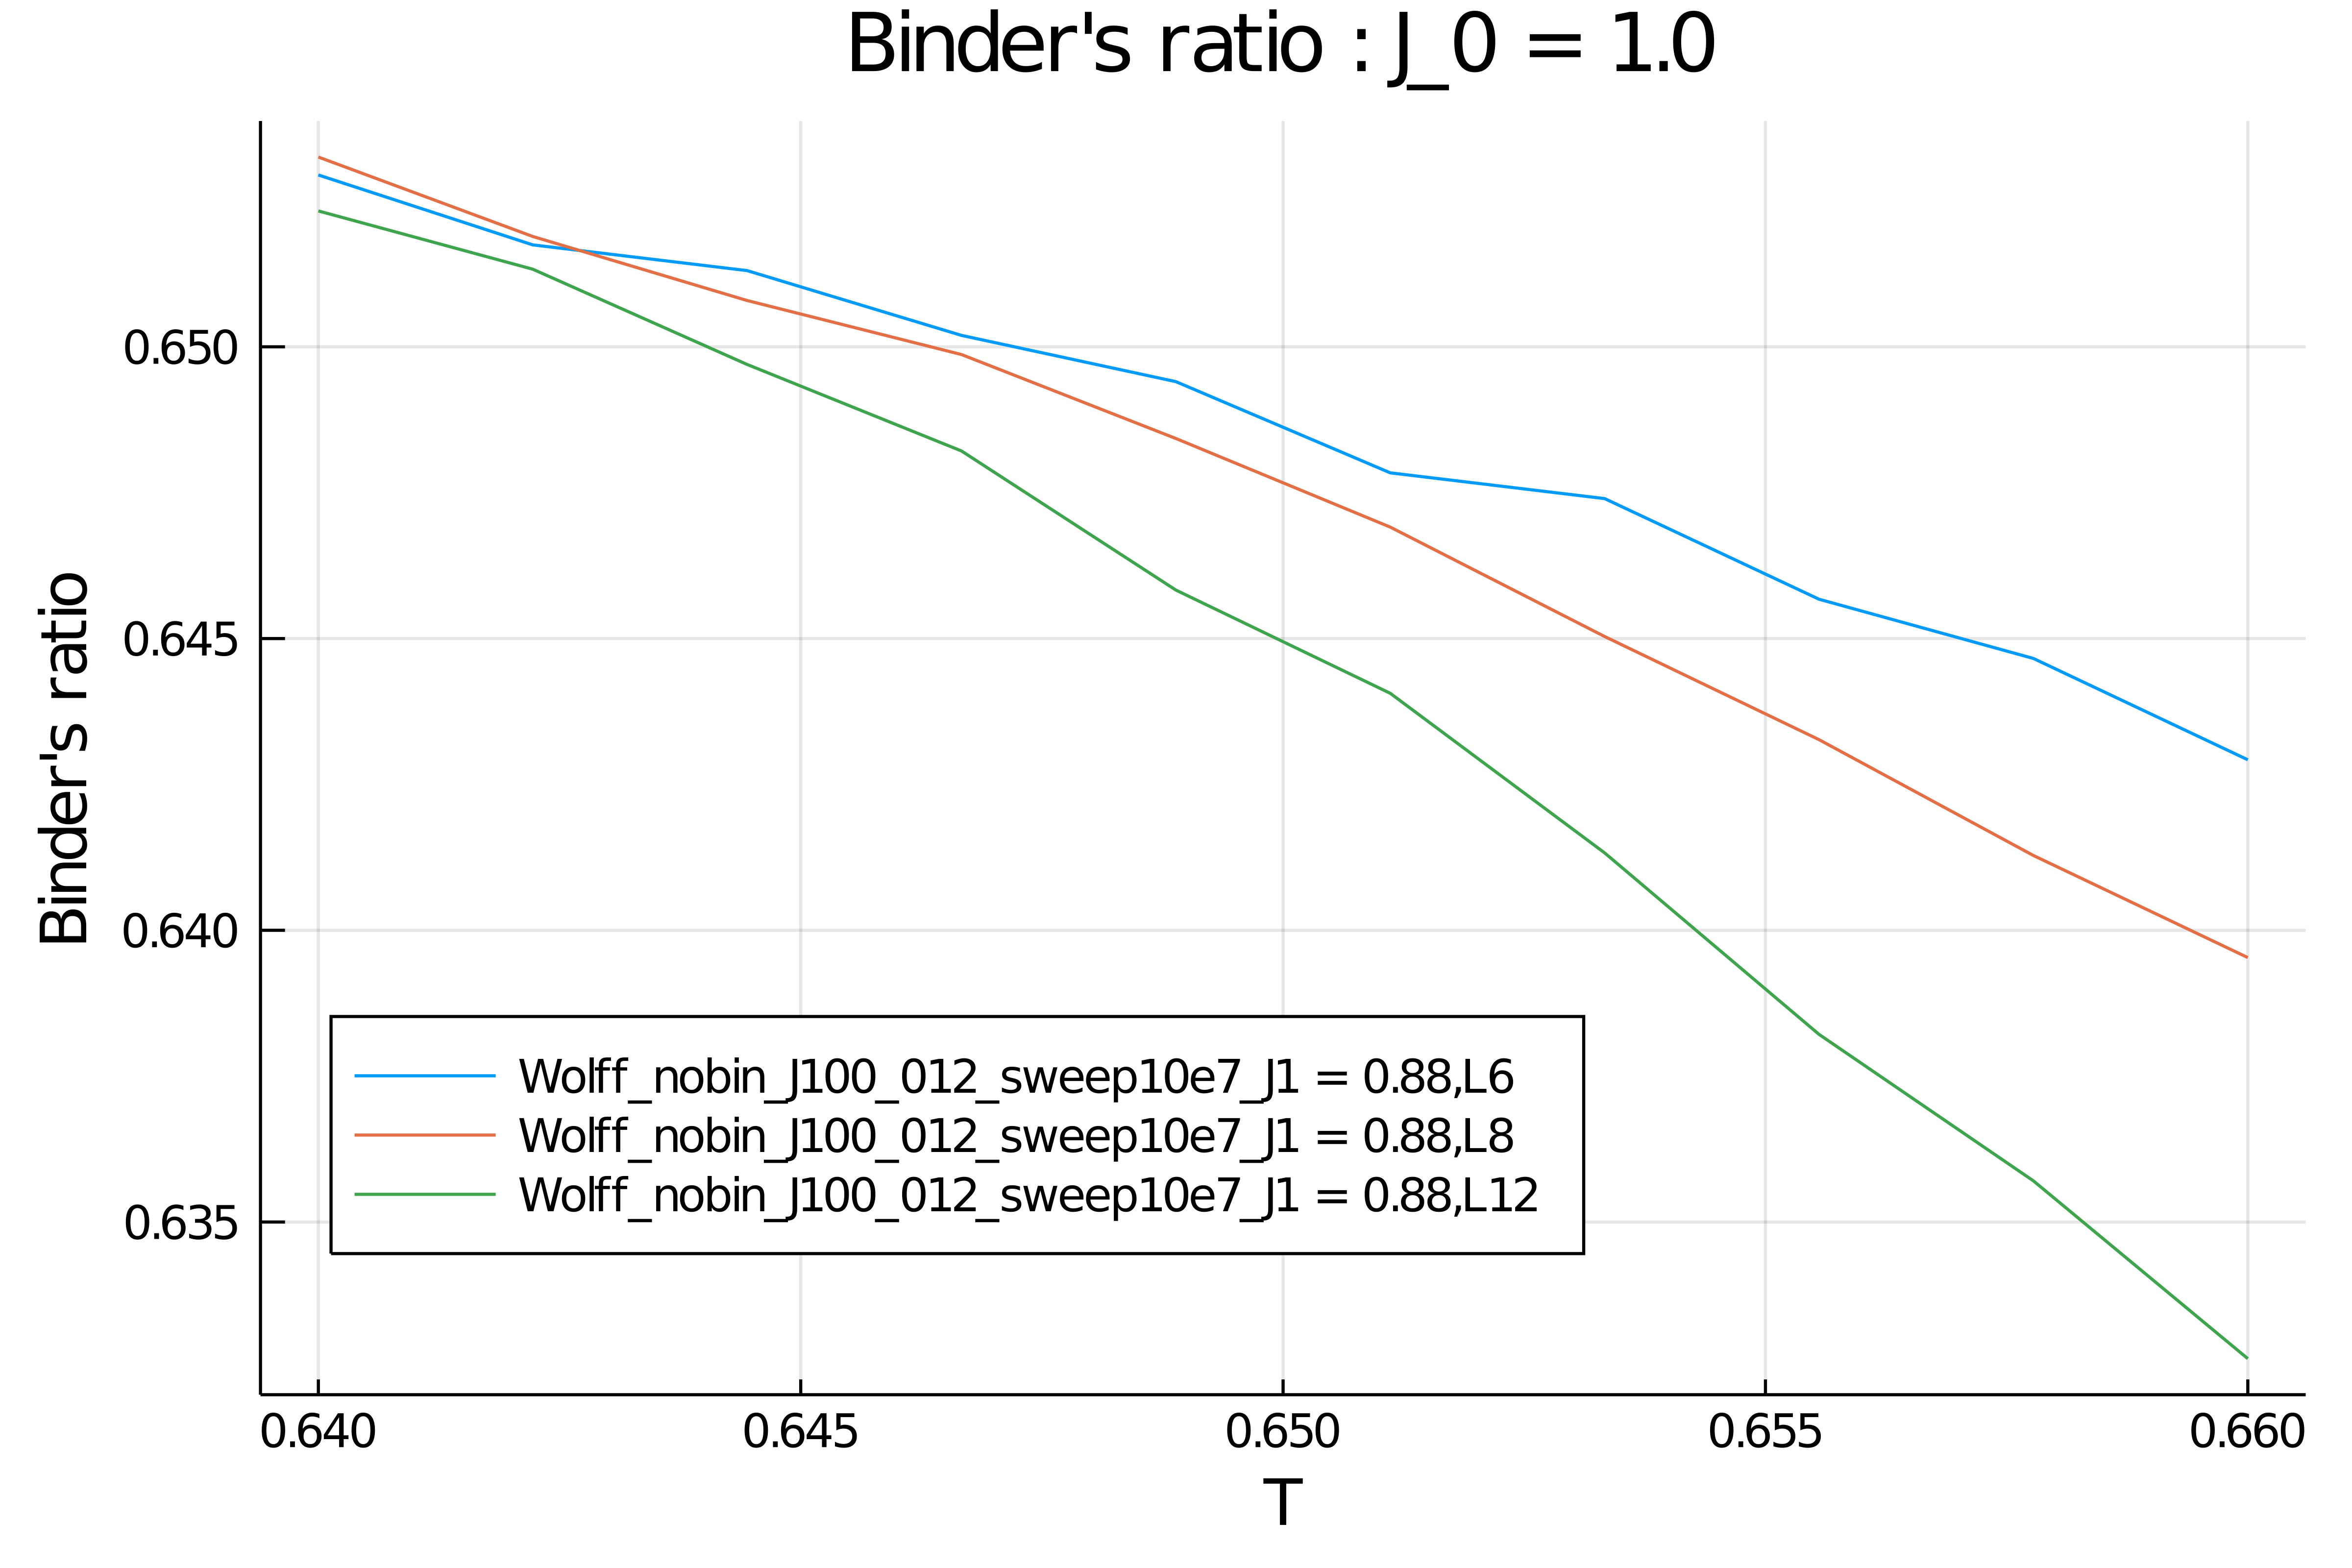 Binder's ratio : J_0 = 1.0
Binder's ratio
0.650
0.645
0.640
0.635
Wolff_nobin_J100_012_sweep10e7_J1 = 0.88,L6
Wolff_nobin_J100_012_sweep10e7_J1 = 0.88,L8
Wolff_nobin_J100_012_sweep10e7_J1 = 0.88,L12
0.640 0.645 0.650 0.655 0.660
T